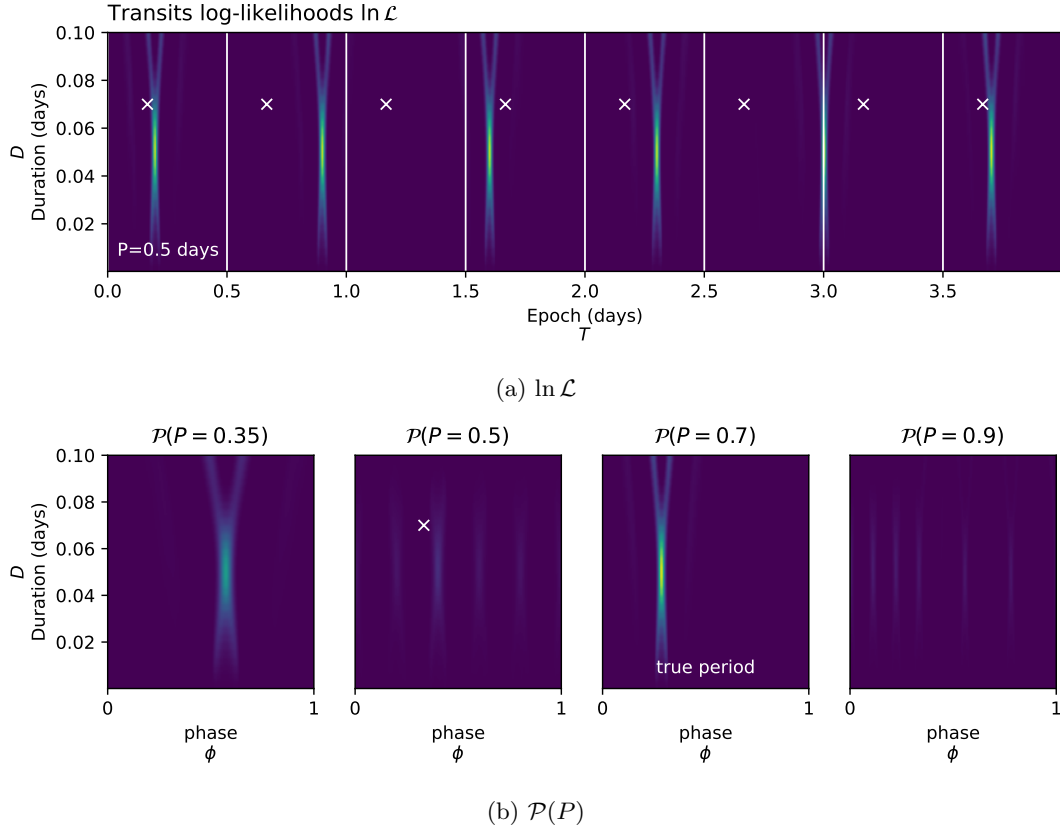 Transits log-likelihoods ln ℒ
0.10
0.08
0.06
0.04
0.02
D
Duration (days)
P=0.5 days
0.0 0.5 1.0 1.5 2.0 2.5 3.0 3.5
Epoch (days)
T
(a) ln ℒ
𝒫(P = 0.35) 𝒫(P = 0.5) 𝒫(P = 0.7) 𝒫(P = 0.9)
0.10
0.08
0.06
0.04
0.02
D
Duration (days)
true period
0 1 0 1 0 1 0 1
phase phase phase phase
ϕ ϕ ϕ ϕ
(b) 𝒫(P)